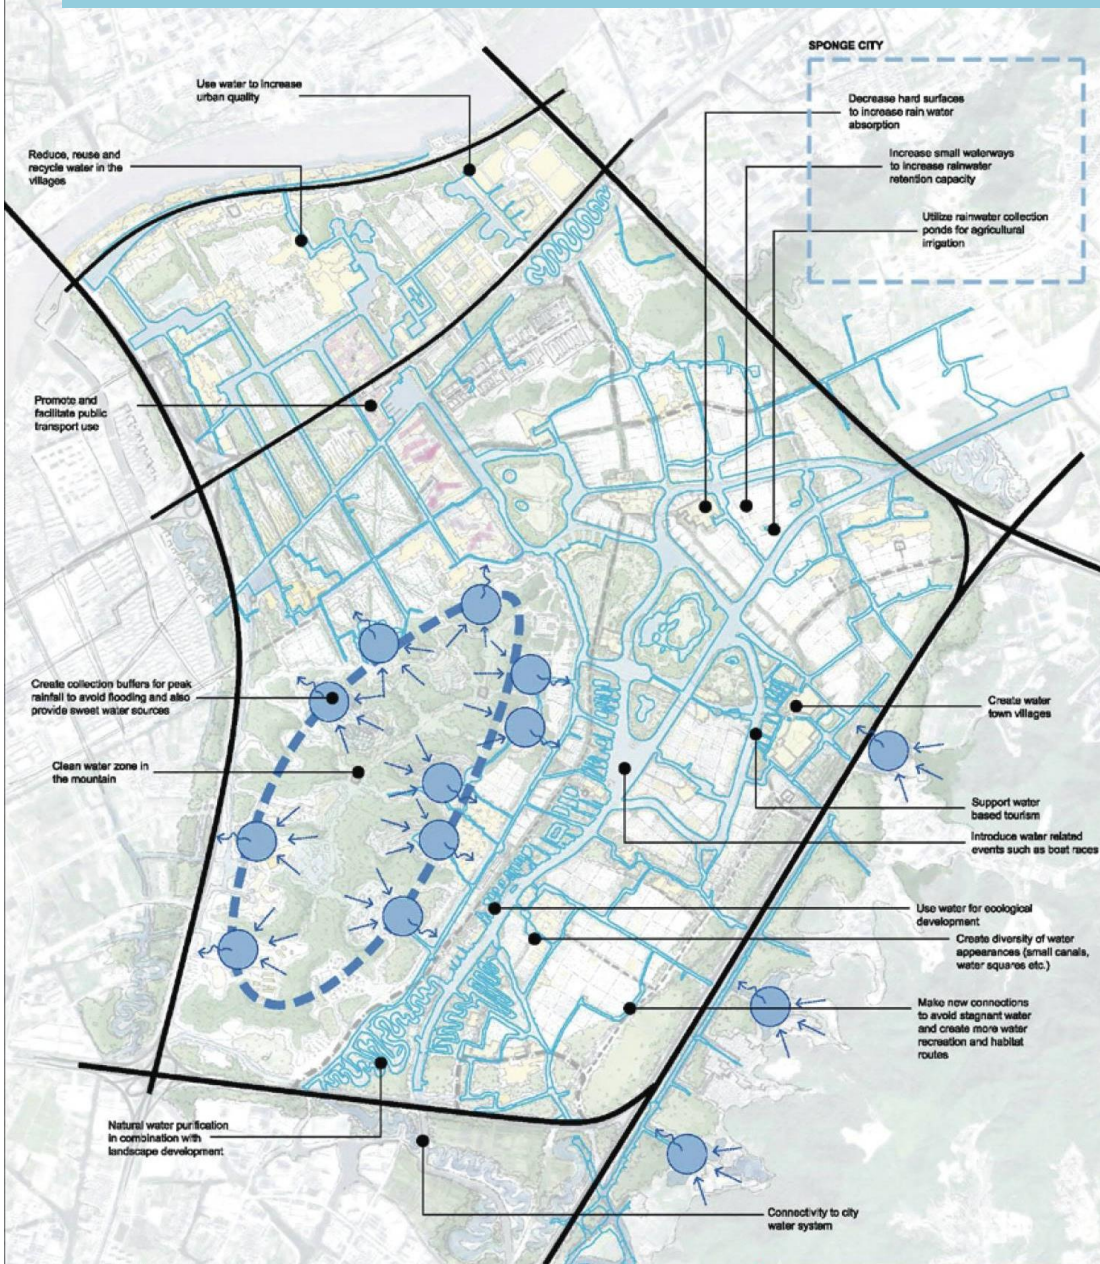 SPONGE CITY
Use water to increase
urban quality
Decrease hard surfaces
to increase rain water
absorption
Reduce, reuse and
recycle water in the
villages
Increase small waterways
to increase rainwater
retention capacity
Utilize rainwater collection
ponds for agricultural
irrigation
Promote and
facilitate public
transport use
Create collection buffers for peak
rainfall to avoid flooding and also
provide sweet water sources
Create water
town villages
Clean water zone in
the mountain
Support water
based tourism
Introduce water related
events such as boat races
Use water for ecological
development
Create diversity of water
appearances (small canals,
water squares etc.)
Make new connections
to avoid stagnant water
and create more water
recreation and habitat
routes
Natural water purification
in combination with
landscape development
Connectivity to city
water system